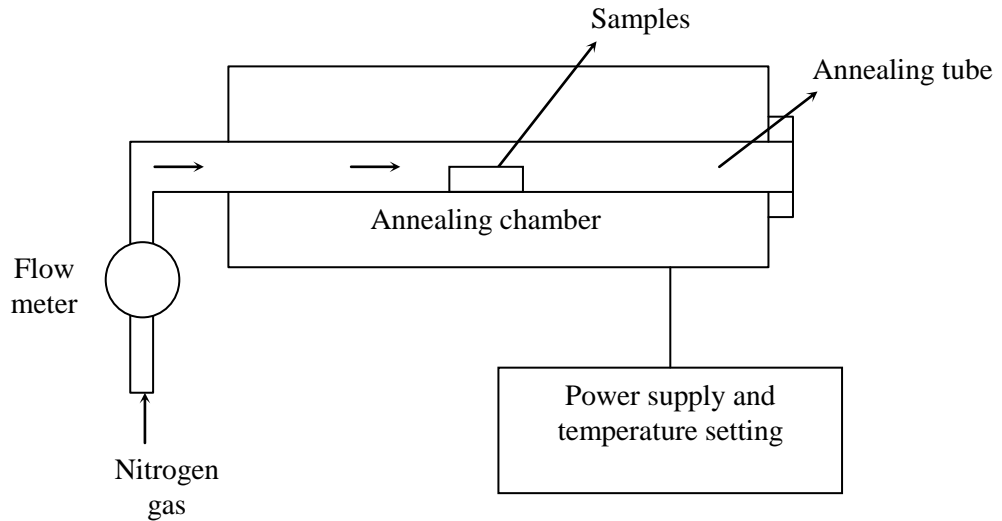 Samples
Annealing tube
Annealing chamber
Flow
meter
Power supply and
temperature setting
Nitrogen
gas